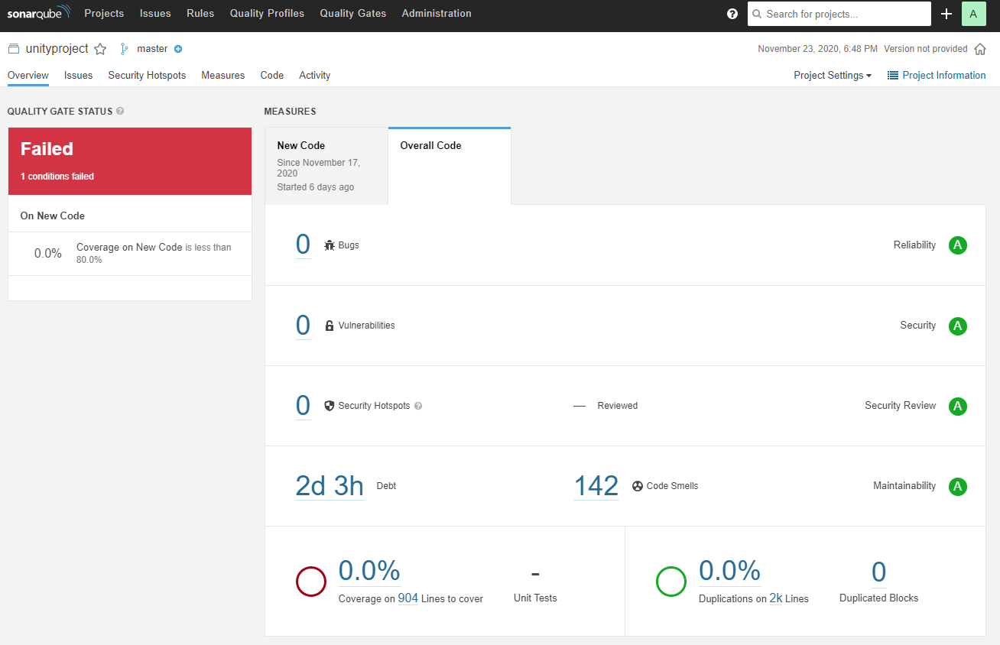 sonarqube Projects Issues Rules Quality Profiles Quality Gates Administration ? Search for projects... + A
unityproject master November 23, 2020, 6:48 PM Version not provided
Overview Issues Security Hotspots Measures Code Activity Project Settings Project Information
QUALITY GATE STATUS ?
Failed
1 conditions failed
On New Code
0.0% Coverage on New Code is less than
80.0%
MEASURES
New Code
Since November 17,
2020
Started 6 days ago
Overall Code
0 Bugs Reliability A
0 Vulnerabilities Security A
0 Security Hotspots ? — Reviewed Security Review A
2d 3h Debt 142 Code Smells Maintainability A
0.0% -
Coverage on 904 Lines to cover Unit Tests
0.0% 0
Duplications on 2k Lines Duplicated Blocks